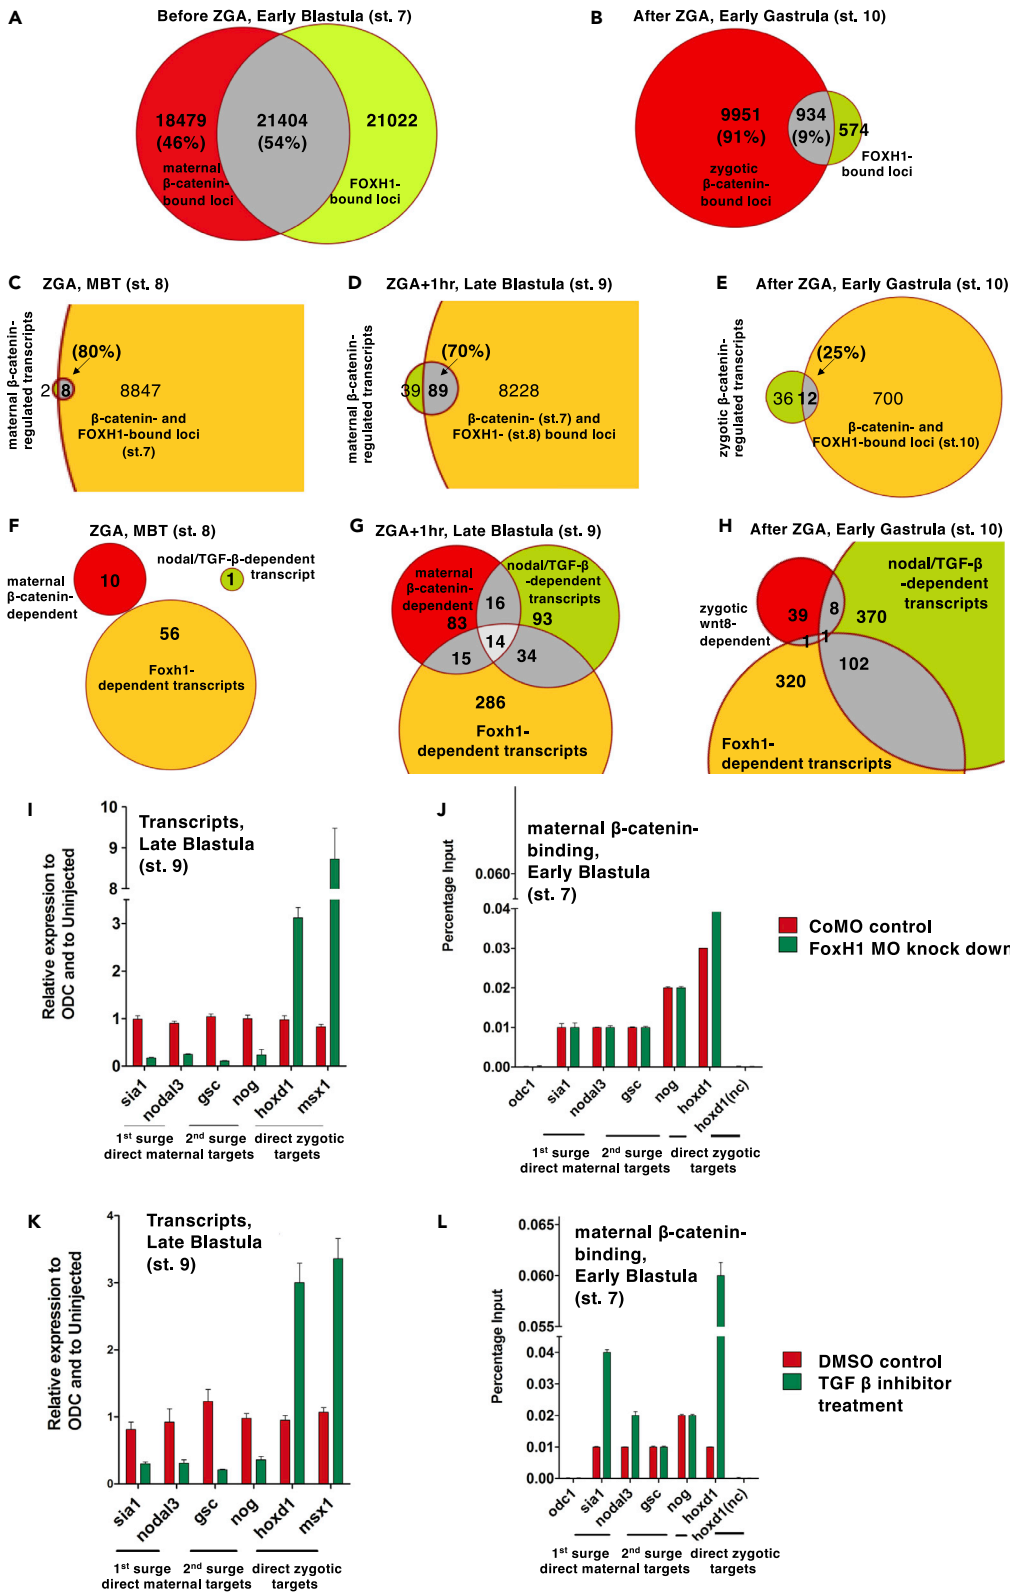 A
Before ZGA, Early Blastula (st. 7)
18479
(46%)
21404
(54%)
21022
maternal
β-catenin-
bound loci
FOXH1-
bound loci
B
After ZGA, Early Gastrula (st. 10)
9951
(91%)
934
(9%)
574
zygotic
β-catenin-
bound loci
FOXH1-
bound loci
C
ZGA, MBT (st. 8)
maternal β-catenin-
regulated transcripts
(80%)
2
8
8847
β-catenin- and
FOXH1-bound loci
(st.7)
D
ZGA+1hr, Late Blastula (st. 9)
maternal β-catenin-
regulated transcripts
(70%)
39
89
8228
β-catenin- (st.7) and
FOXH1- (st.8) bound loci
E
After ZGA, Early Gastrula (st. 10)
zygotic β-catenin-
regulated transcripts
(25%)
36
12
700
β-catenin- and
FOXH1-bound loci (st.10)
F
ZGA, MBT (st. 8)
10
maternal
β-catenin-
dependent
nodal/TGF-β-dependent
transcript
1
56
Foxh1-
dependent transcripts
G
ZGA+1hr, Late Blastula (st. 9)
maternal
β-catenin-
dependent
83
16
nodal/TGF-β
-dependent
transcripts
93
14
15
34
286
Foxh1-
dependent transcripts
H
After ZGA, Early Gastrula (st. 10)
39
8
zygotic
wnt8-
dependent
nodal/TGF-β
-dependent
transcripts
370
1
1
102
320
Foxh1-
dependent transcripts
I
Transcripts,
Late Blastula
(st. 9)
Relative expression to
ODC and to Uninjected
10
9
8
3
2
1
0
sia1
nodal3
gsc
nog
hoxd1
msx1
1st surge
direct maternal targets
2nd surge
direct zygotic
targets
J
maternal β-catenin-
binding,
Early Blastula
(st. 7)
Percentage Input
0.060
0.04
0.03
0.02
0.01
0.00
odc1
sia1
nodal3
gsc
nog
hoxd1
hoxd1(nc)
1st surge
direct maternal targets
2nd surge
direct zygotic
targets
CoMO control
FoxH1 MO knock down
K
Transcripts,
Late Blastula
(st. 9)
Relative expression to
ODC and to Uninjected
4
3
2
1
0
sia1
nodal3
gsc
nog
hoxd1
msx1
1st surge
direct maternal targets
2nd surge
direct zygotic
targets
L
maternal β-catenin-
binding,
Early Blastula
(st. 7)
Percentage Input
0.065
0.060
0.055
0.04
0.03
0.02
0.01
0.00
odc1
sia1
nodal3
gsc
nog
hoxd1
hoxd1(nc)
1st surge
direct maternal targets
2nd surge
direct zygotic
targets
DMSO control
TGF β inhibitor
treatment